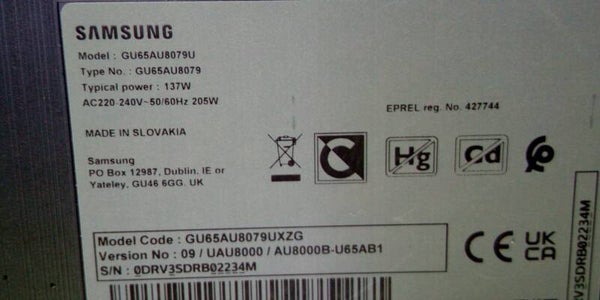 SAMSUNG
Model : GU65AU8079U
Type No. : GU65AU8079
Typical power : 137W
AC220-240V~50/60Hz 205W
EPREL reg. No. 427744
MADE IN SLOVAKIA
Samsung
PO Box 12987, Dublin. IE or
Yateley, GU46 6GG. UK
Hg
Cd
Model Code : GU65AU8079UXZG
Version No : 09 / UAU8000 / AU8000B-U65AB1
S/N : 0DRV3SDRB02234M
CE
UK
CA
RV3SDRB02234M